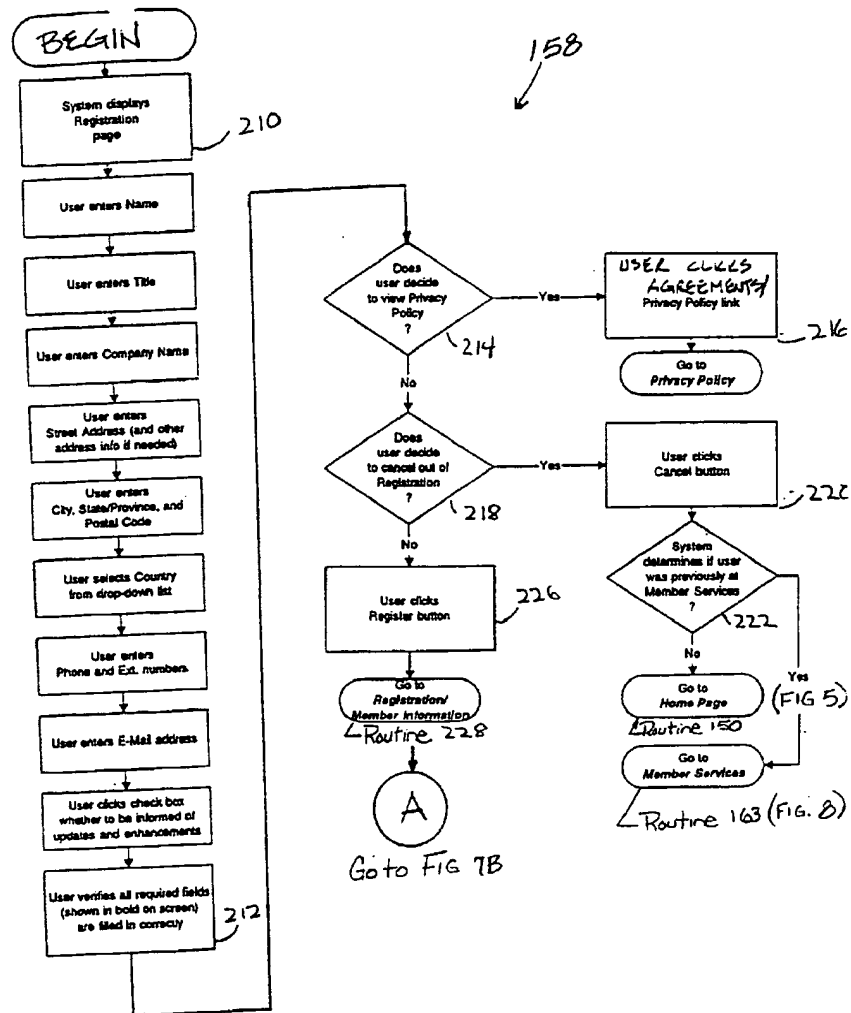 BEGIN
158
System displays
Registration
page
210
User enters Name
User enters Title
User enters Company Name
User enters
Street Address (and other
address info if needed)
User enters
City, State/Province, and
Postal Code
User selects Country
from drop-down list
User enters
Phone and Ext. numbers
User enters E-Mail address
User clicks check box
whether to be informed of
updates and enhancements
User verifies all required fields
(shown in bold on screen)
are filled in correctly
212
Does
user decide
to view Privacy
Policy
?
214
Yes
USER CLICKS
AGREEMENTS/
Privacy Policy link
216
Go to
Privacy Policy
No
Does
user decide
to cancel out of
Registration
?
218
Yes
User clicks
Cancel button
220
System
determines if user
was previously at
Member Services
?
222
No
Yes
(FIG 5)
Go to
Home Page
Routine 150
Go to
Member Services
Routine 163 (FIG. 8)
No
User clicks
Register button
226
Go to
Registration/
Member Information
Routine 228
A
Go to FIG 7B